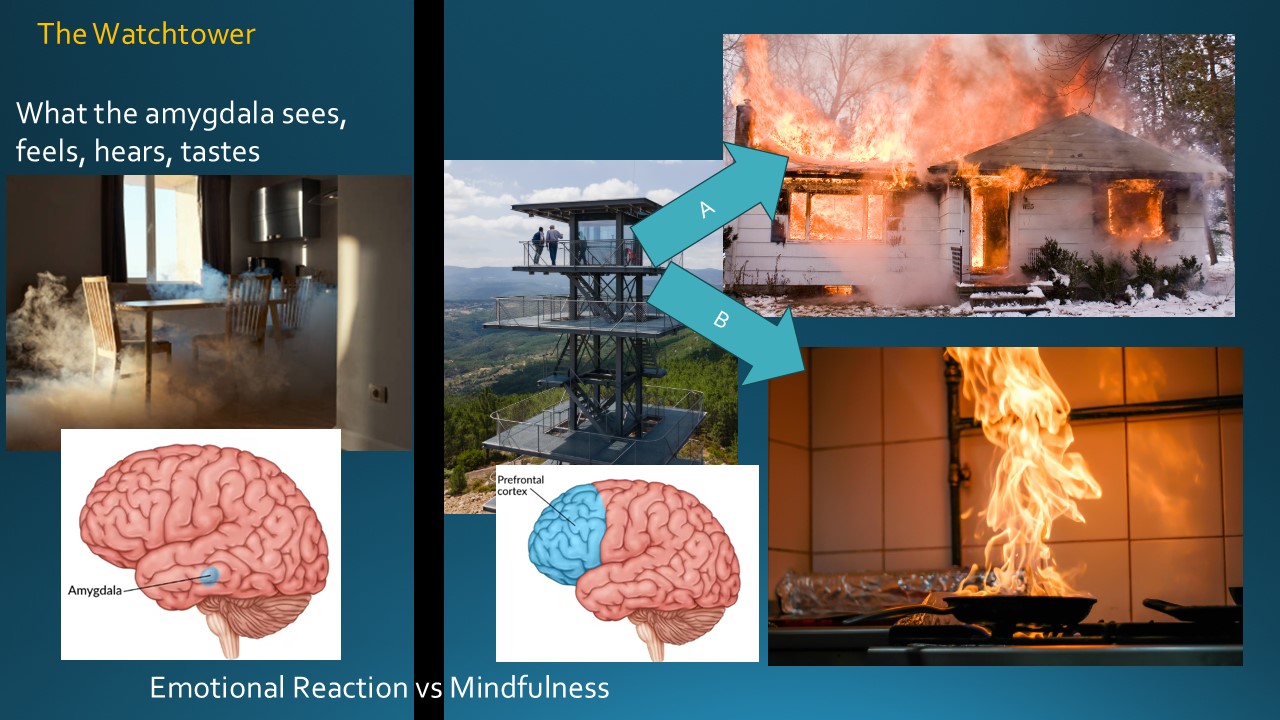 The Watchtower
What the amygdala sees,
feels, hears, tastes
A
B
Prefrontal
cortex
Amygdala
Emotional Reaction vs Mindfulness